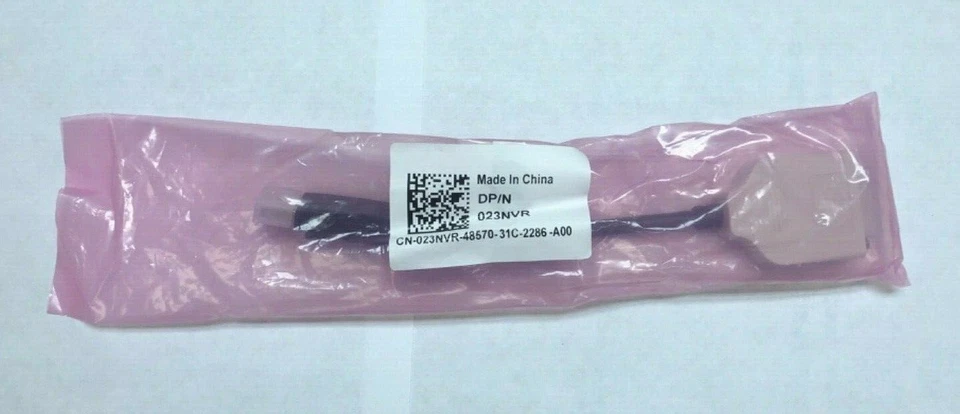 Made In China
DP/N
023NVR
CN-023NVR-48570-31C-2286-A00